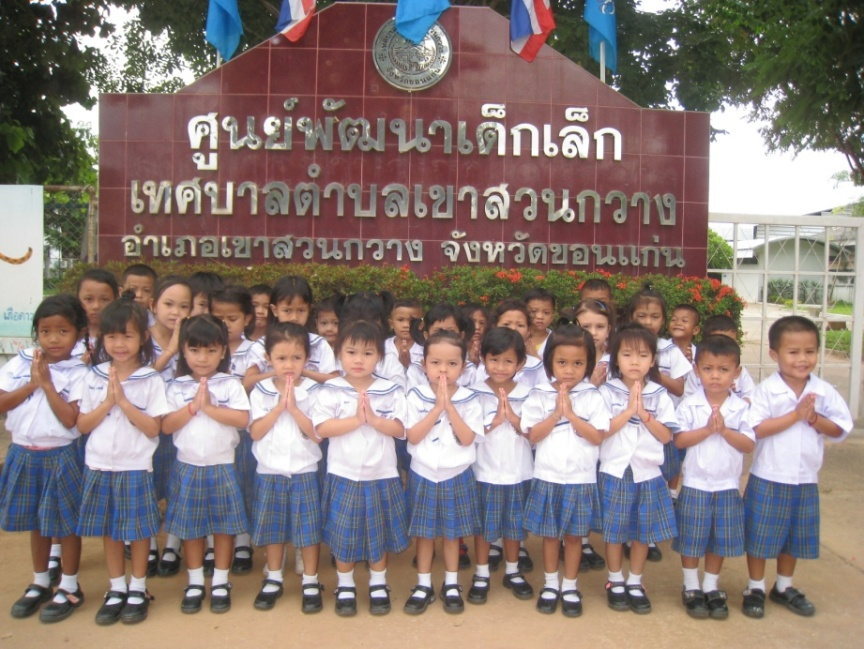 ศูนย์พัฒนาเด็กเล็ก
เทศบาลตำบลเขาสวนกวาง
อำเภอเขาสวนกวาง จังหวัดขอนแก่น